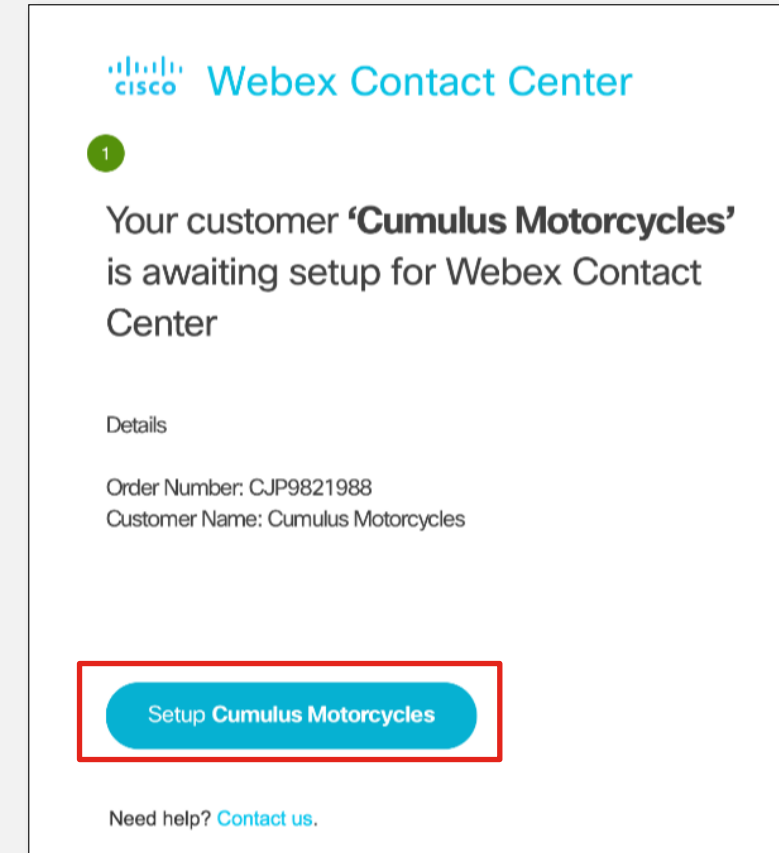 cisco Webex Contact Center
1
Your customer ‘Cumulus Motorcycles’
is awaiting setup for Webex Contact
Center
Details
Order Number: CJP9821988
Customer Name: Cumulus Motorcycles
Setup Cumulus Motorcycles
Need help? Contact us.